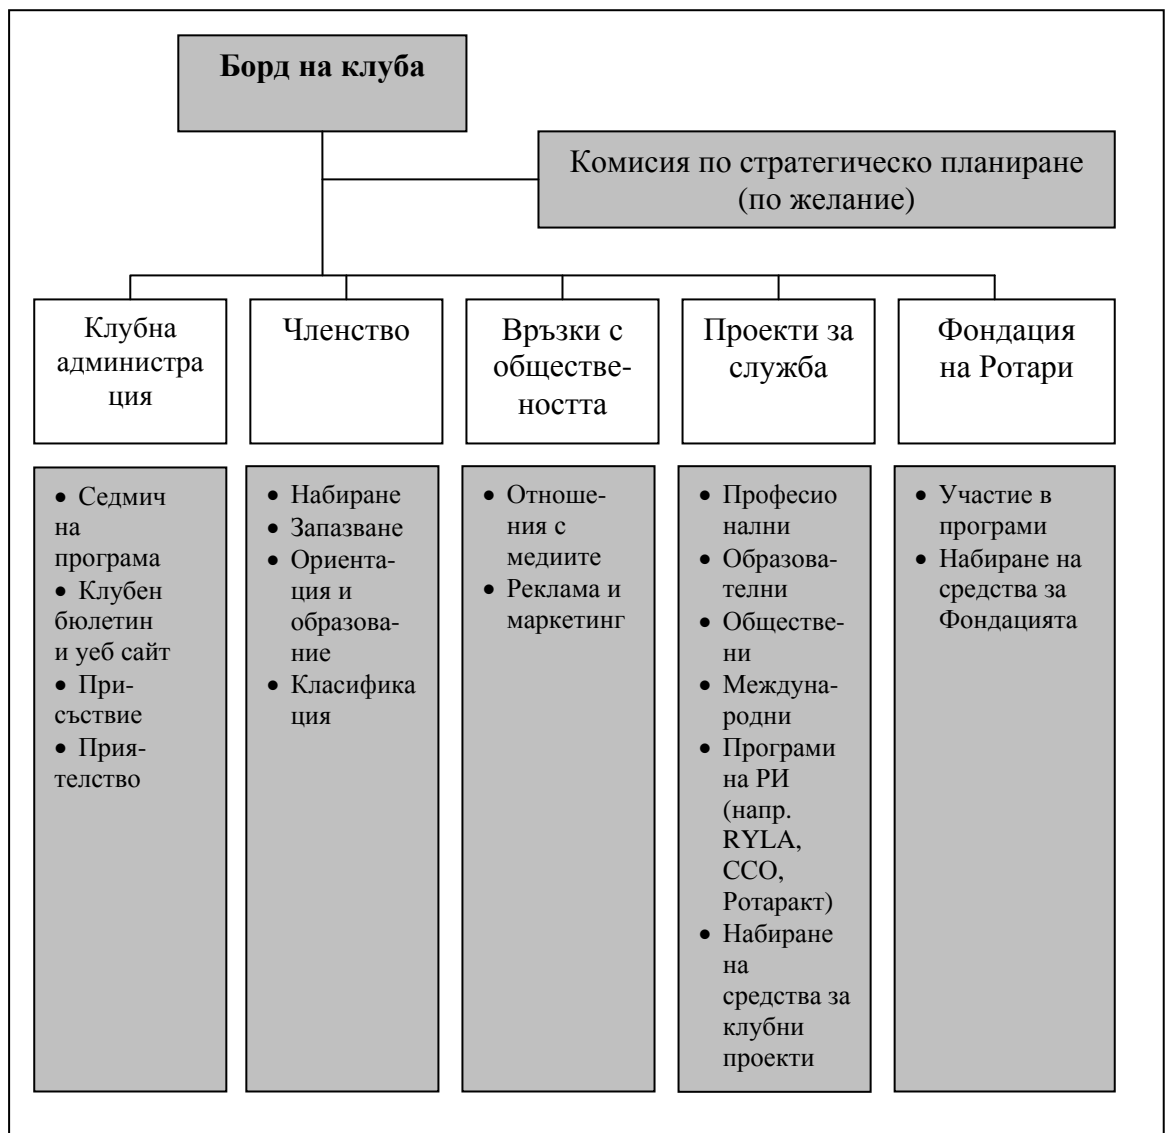 Борд на клуба
Комисия по стратегическо планиране
(по желание)
Клубна
администра
ция
Членство
Връзки с
обществе-
ността
Проекти за
служба
Фондация
на Ротари
• Седмич
на
програма
• Клубен
бюлетин
и уеб сайт
• При-
съствие
• Прия-
телство
• Набиране
• Запазване
• Ориента-
ция и
образова-
ние
• Класифика
ция
• Отноше-
ния с
медиите
• Реклама и
маркетинг
• Професио
нални
• Образова-
телни
• Обществе-
ни
• Междуна-
родни
• Програми
на РИ
(напр.
RYLA,
ССО,
Ротаракт)
• Набиране
на
средства за
клубни
проекти
• Участие в
програми
• Набиране на
средства за
Фондацията